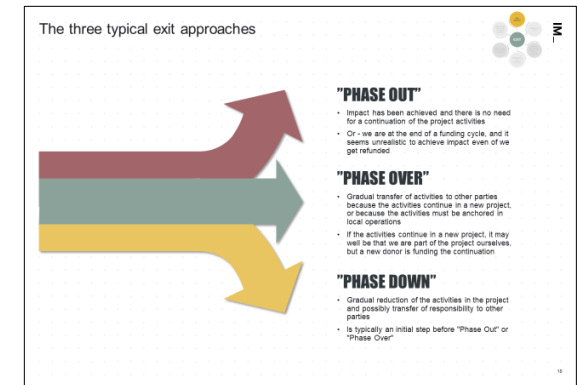 The three typical exit approaches
EXIT
IM_
"PHASE OUT"
• Impact has been achieved and there is no need
for a continuation of the project activities
• Or - we are at the end of a funding cycle, and it
seems unrealistic to achieve impact even of we
get refunded
"PHASE OVER"
• Gradual transfer of activities to other parties
because the activities continue in a new project,
or because the activities must be anchored in
local operations
• If the activities continue in a new project, it may
well be that we are part of the project ourselves,
but a new donor is funding the continuation
"PHASE DOWN"
• Gradual reduction of the activities in the project
and possibly transfer of responsibility to other
parties
• Is typically an initial step before "Phase Out" or
"Phase Over"